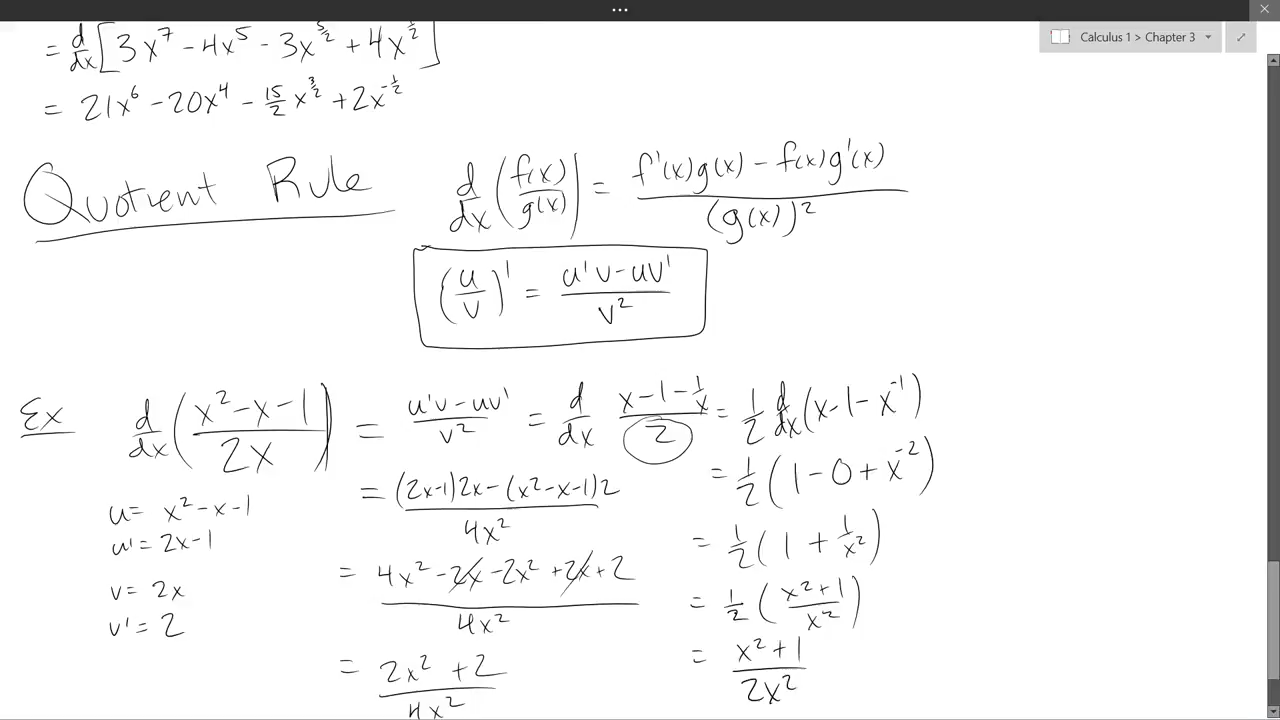 Calculus 1 > Chapter 3
= d/dx [3x^7 - 4x^5 - 3x^(5/2) + 4x^(1/2)]
= 21x^6 - 20x^4 - 15/2 x^(3/2) + 2x^(-1/2)
Quotient Rule d/dx (f(x)/g(x)) = (f'(x)g(x) - f(x)g'(x))/(g(x))^2
(u/v)' = (u'v - uv')/v^2
Ex d/dx ((x^2 - x - 1)/2x) = (u'v - uv')/v^2 = d/dx (x - 1 - 1/x)/2 = 1/2 d/dx (x - 1 - x^(-1))
u = x^2 - x - 1
u' = 2x - 1
v = 2x
v' = 2
= ((2x-1)2x - (x^2-x-1)2)/4x^2
= (4x^2 - 2x - 2x^2 + 2x + 2)/4x^2
= (2x^2 + 2)/4x^2
= 1/2 (1 - 0 + x^(-2))
= 1/2 (1 + 1/x^2)
= 1/2 ((x^2 + 1)/x^2)
= (x^2 + 1)/2x^2